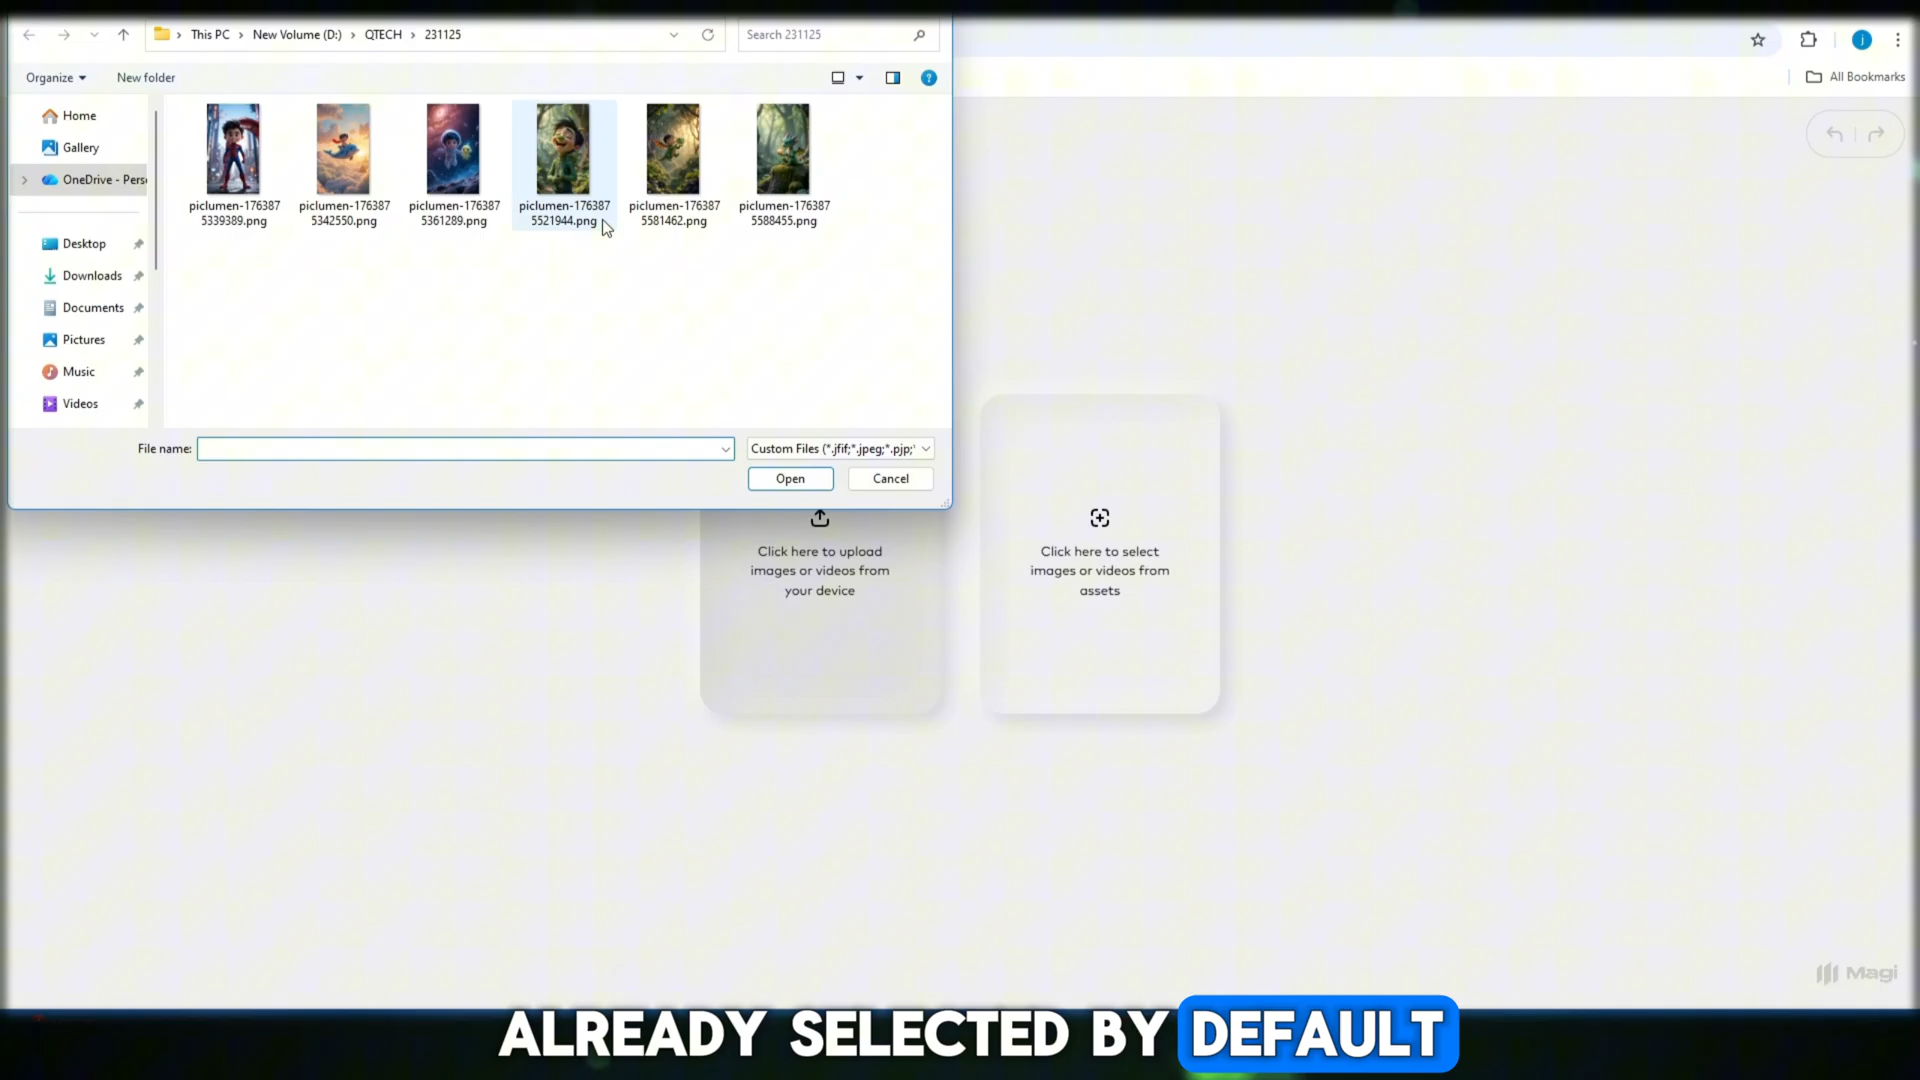 This PC > New Volume (D:) > QTECH > 231125
Search 231125
Organize
New folder
All Bookmarks
Home
Gallery
OneDrive - Pers
Desktop
Downloads
Documents
Pictures
Music
Videos
piclumen-176387
5339389.png
piclumen-176387
5342550.png
piclumen-176387
5361289.png
piclumen-176387
5521944.png
piclumen-176387
5581462.png
piclumen-176387
5588455.png
File name:
Custom Files (*.jfif;*.jpeg;*.pjp;*
Open
Cancel
Click here to upload
images or videos from
your device
Click here to select
images or videos from
assets
Magi
ALREADY SELECTED BY DEFAULT